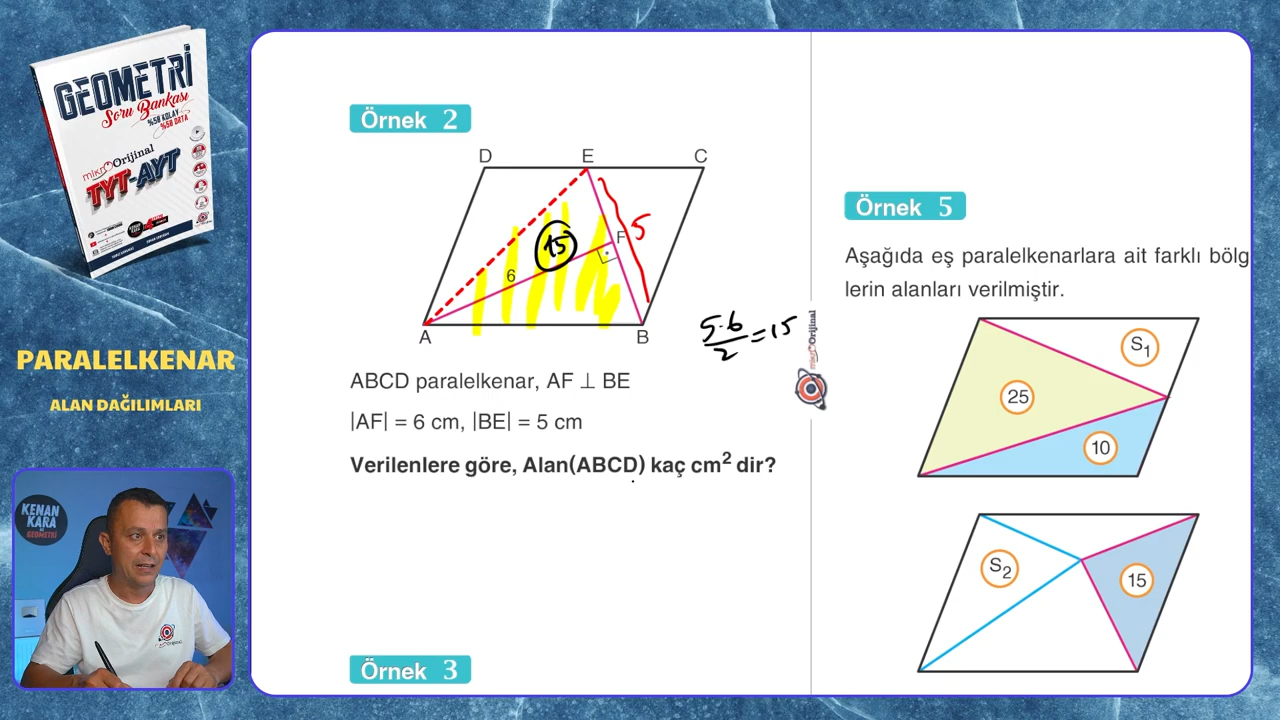 GEOMETRİ
Soru Bankası
%50 KOLAY
%50 ORTA
mikro Orijinal
TYT-AYT
PARALELKENAR
ALAN DAĞILIMLARI
KENAN
KARA
ile
GEOMETRİ
Örnek 2
D E C
15
5
F
6
A B
5·6/2 = 15
ABCD paralelkenar, AF ⊥ BE
|AF| = 6 cm, |BE| = 5 cm
Verilenlere göre, Alan(ABCD) kaç cm² dir?
Örnek 3
mikro Orijinal
Örnek 5
Aşağıda eş paralelkenarlara ait farklı bölg
lerin alanları verilmiştir.
S₁
25
10
S₂
15